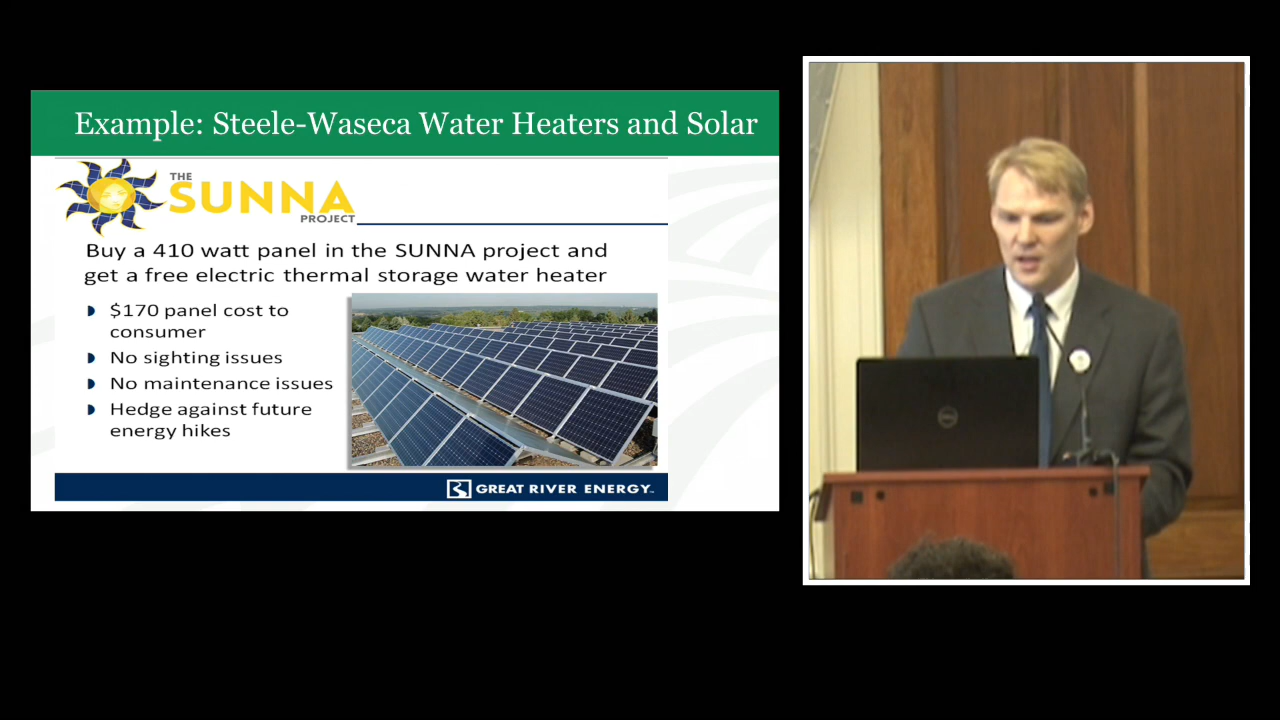 Example: Steele-Waseca Water Heaters and Solar
THE
SUNNA
PROJECT
Buy a 410 watt panel in the SUNNA project and
get a free electric thermal storage water heater
$170 panel cost to
consumer
No sighting issues
No maintenance issues
Hedge against future
energy hikes
GREAT RIVER ENERGY
DELL